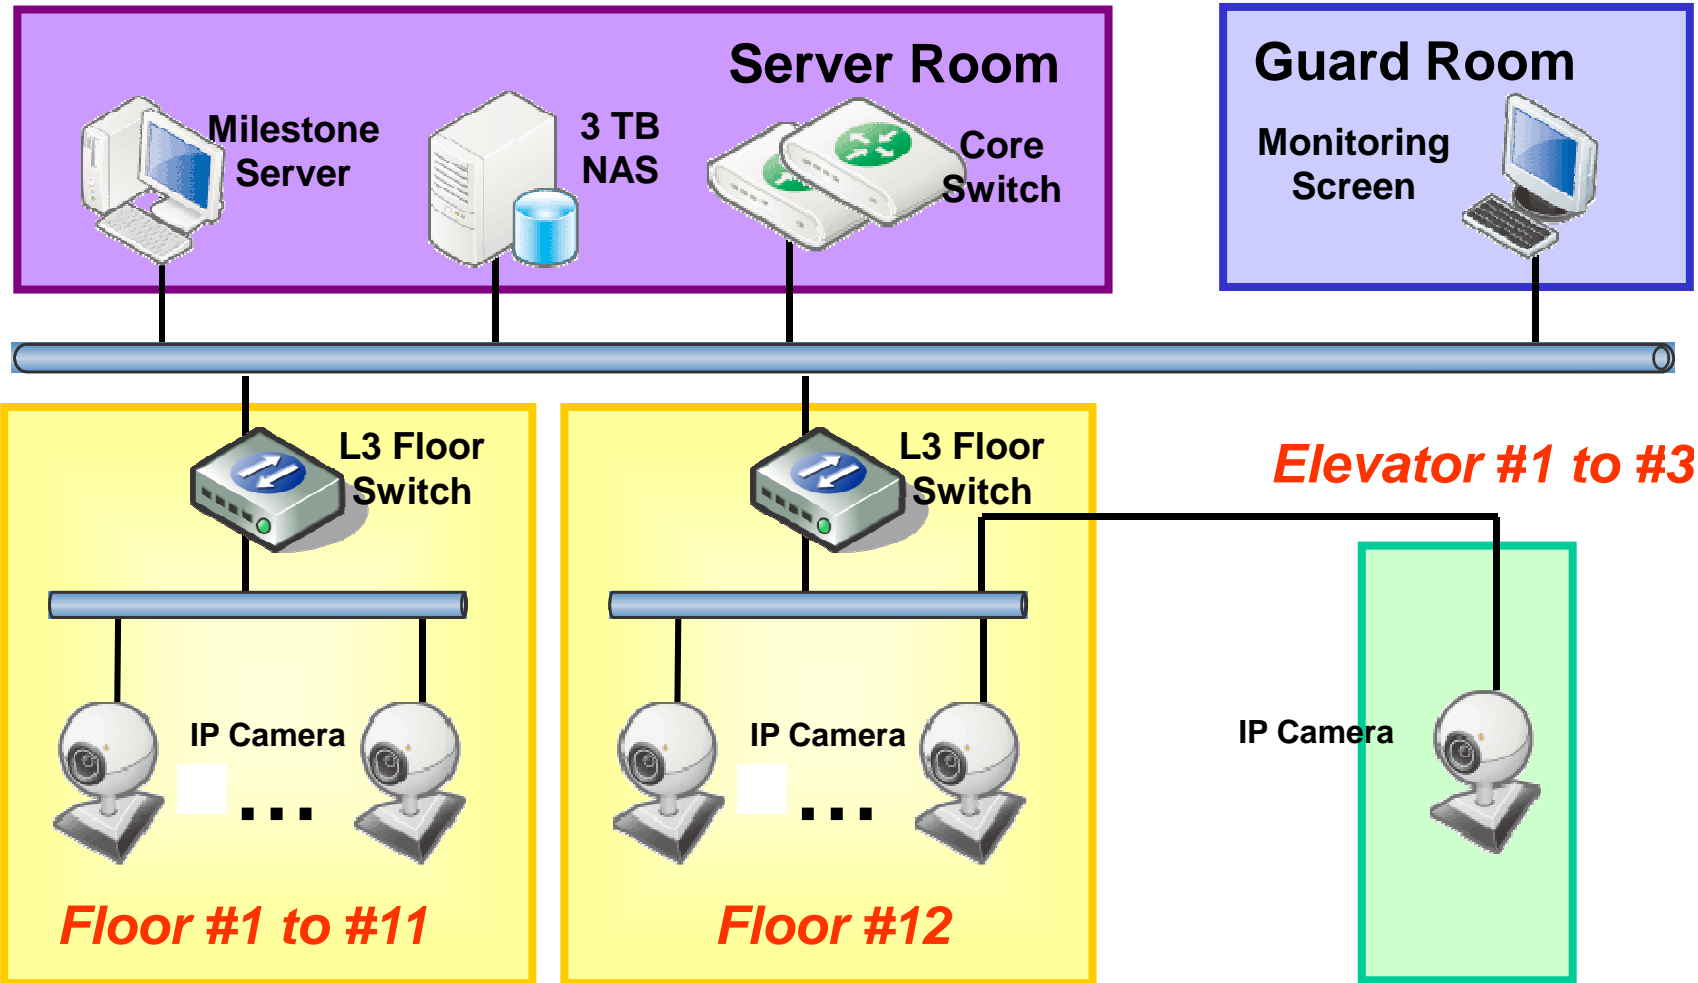 Server Room
Milestone
Server
3 TB
NAS
Core
Switch
Guard Room
Monitoring
Screen
L3 Floor
Switch
IP Camera
...
Floor #1 to #11
L3 Floor
Switch
IP Camera
...
Floor #12
Elevator #1 to #3
IP Camera